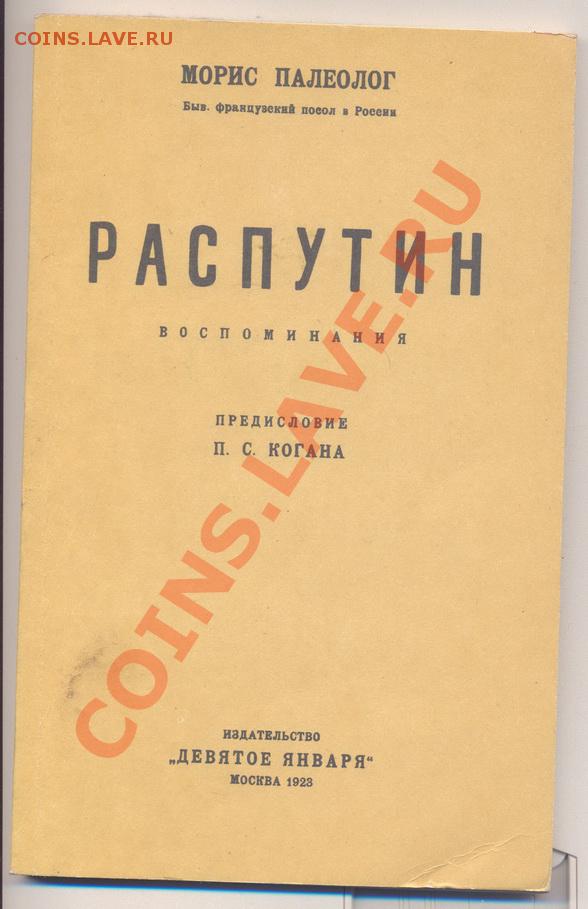 COINS.LAVE.RU
МОРИС ПАЛЕОЛОГ
Быв. французский посол в России
РАСПУТИН
ВОСПОМИНАНИЯ
ПРЕДИСЛОВИЕ
П. С. КОГАНА
COINS.LAVE.RU
ИЗДАТЕЛЬСТВО
„ДЕВЯТОЕ ЯНВАРЯ“
МОСКВА 1923